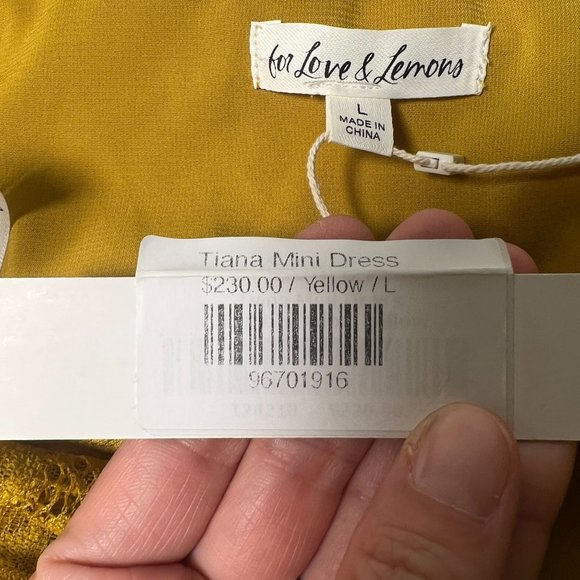 for Love & Lemons
L
MADE IN
CHINA
Tiana Mini Dress
$230.00 / Yellow / L
96701916